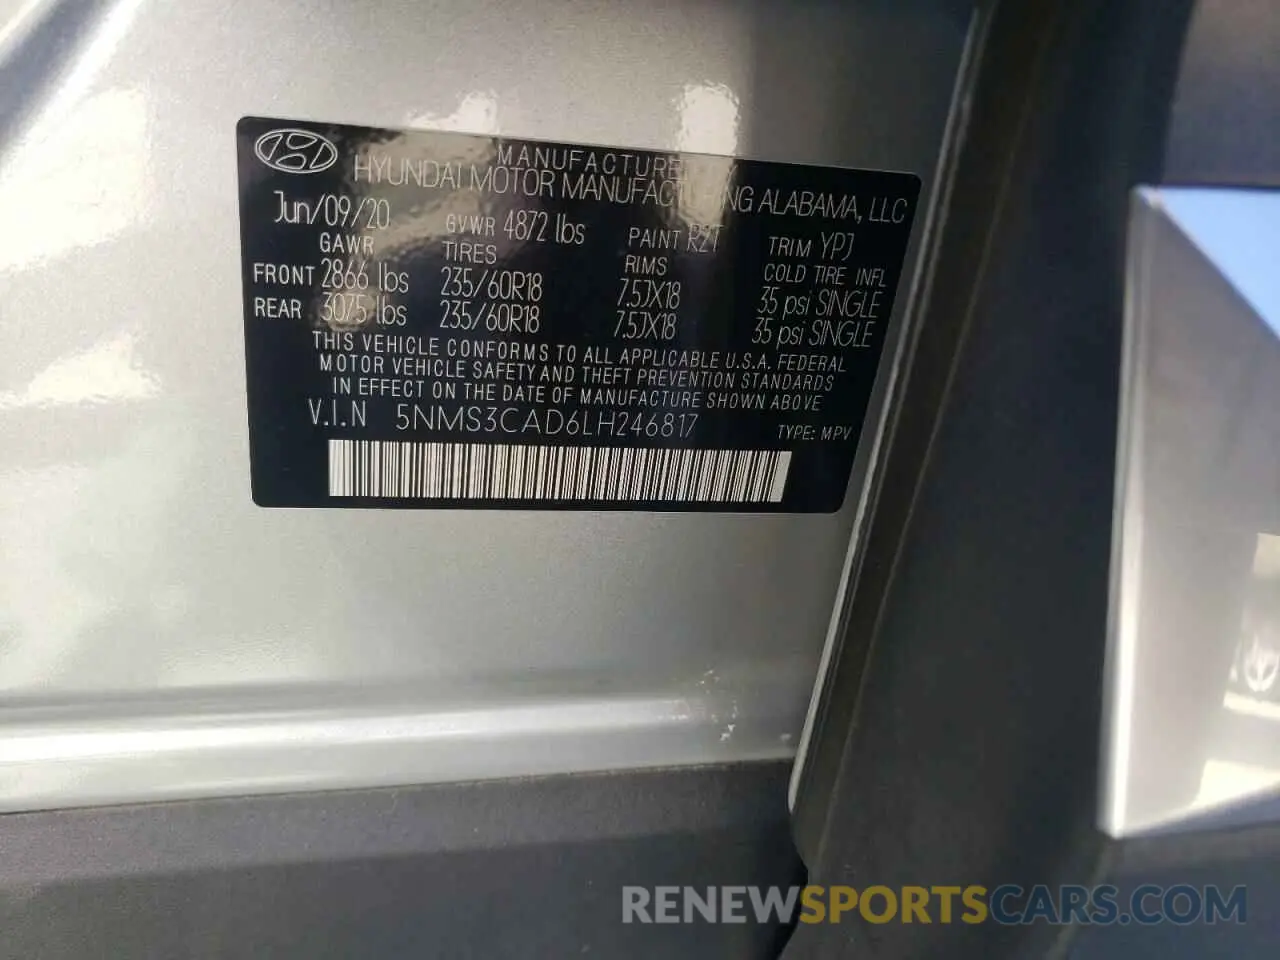 MANUFACTURE
HYUNDAI MOTOR MANUFACTURING ALABAMA, LLC
Jun/09/20 GVWR 4872 lbs PAINT R2T TRIM YPJ
GAWR TIRES RIMS COLD TIRE INFL
FRONT 2866 lbs 235/60R18 7.5JX18 35 psi SINGLE
REAR 3075 lbs 235/60R18 7.5JX18 35 psi SINGLE
THIS VEHICLE CONFORMS TO ALL APPLICABLE U.S.A. FEDERAL
MOTOR VEHICLE SAFETY AND THEFT PREVENTION STANDARDS
IN EFFECT ON THE DATE OF MANUFACTURE SHOWN ABOVE
V.I.N 5NMS3CAD6LH246817 TYPE: MPV
RENEWSPORTSCARS.COM